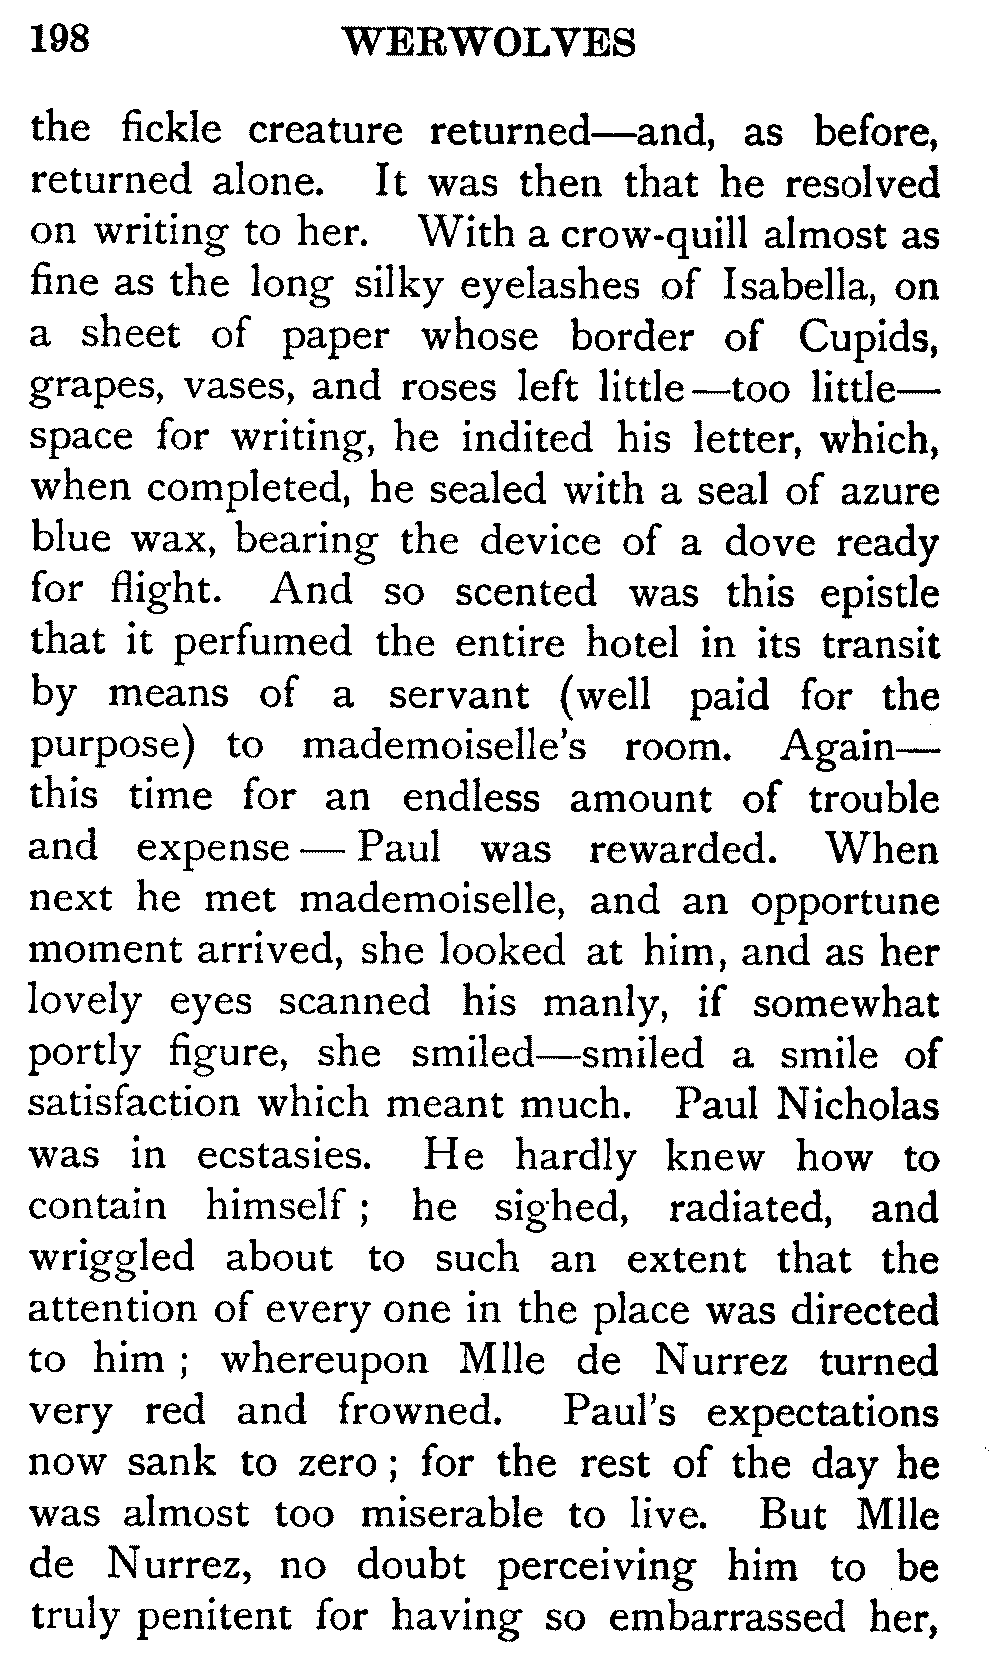 198 WERWOLVES
the fickle creature returned—and, as before,
returned alone. It was then that he resolved
on writing to her. With a crow-quill almost as
fine as the long silky eyelashes of Isabella, on
a sheet of paper whose border of Cupids,
grapes, vases, and roses left little—too little—
space for writing, he indited his letter, which,
when completed, he sealed with a seal of azure
blue wax, bearing the device of a dove ready
for flight. And so scented was this epistle
that it perfumed the entire hotel in its transit
by means of a servant (well paid for the
purpose) to mademoiselle's room. Again—
this time for an endless amount of trouble
and expense—Paul was rewarded. When
next he met mademoiselle, and an opportune
moment arrived, she looked at him, and as her
lovely eyes scanned his manly, if somewhat
portly figure, she smiled—smiled a smile of
satisfaction which meant much. Paul Nicholas
was in ecstasies. He hardly knew how to
contain himself; he sighed, radiated, and
wriggled about to such an extent that the
attention of every one in the place was directed
to him; whereupon Mlle de Nurrez turned
very red and frowned. Paul's expectations
now sank to zero; for the rest of the day he
was almost too miserable to live. But Mlle
de Nurrez, no doubt perceiving him to be
truly penitent for having so embarrassed her,